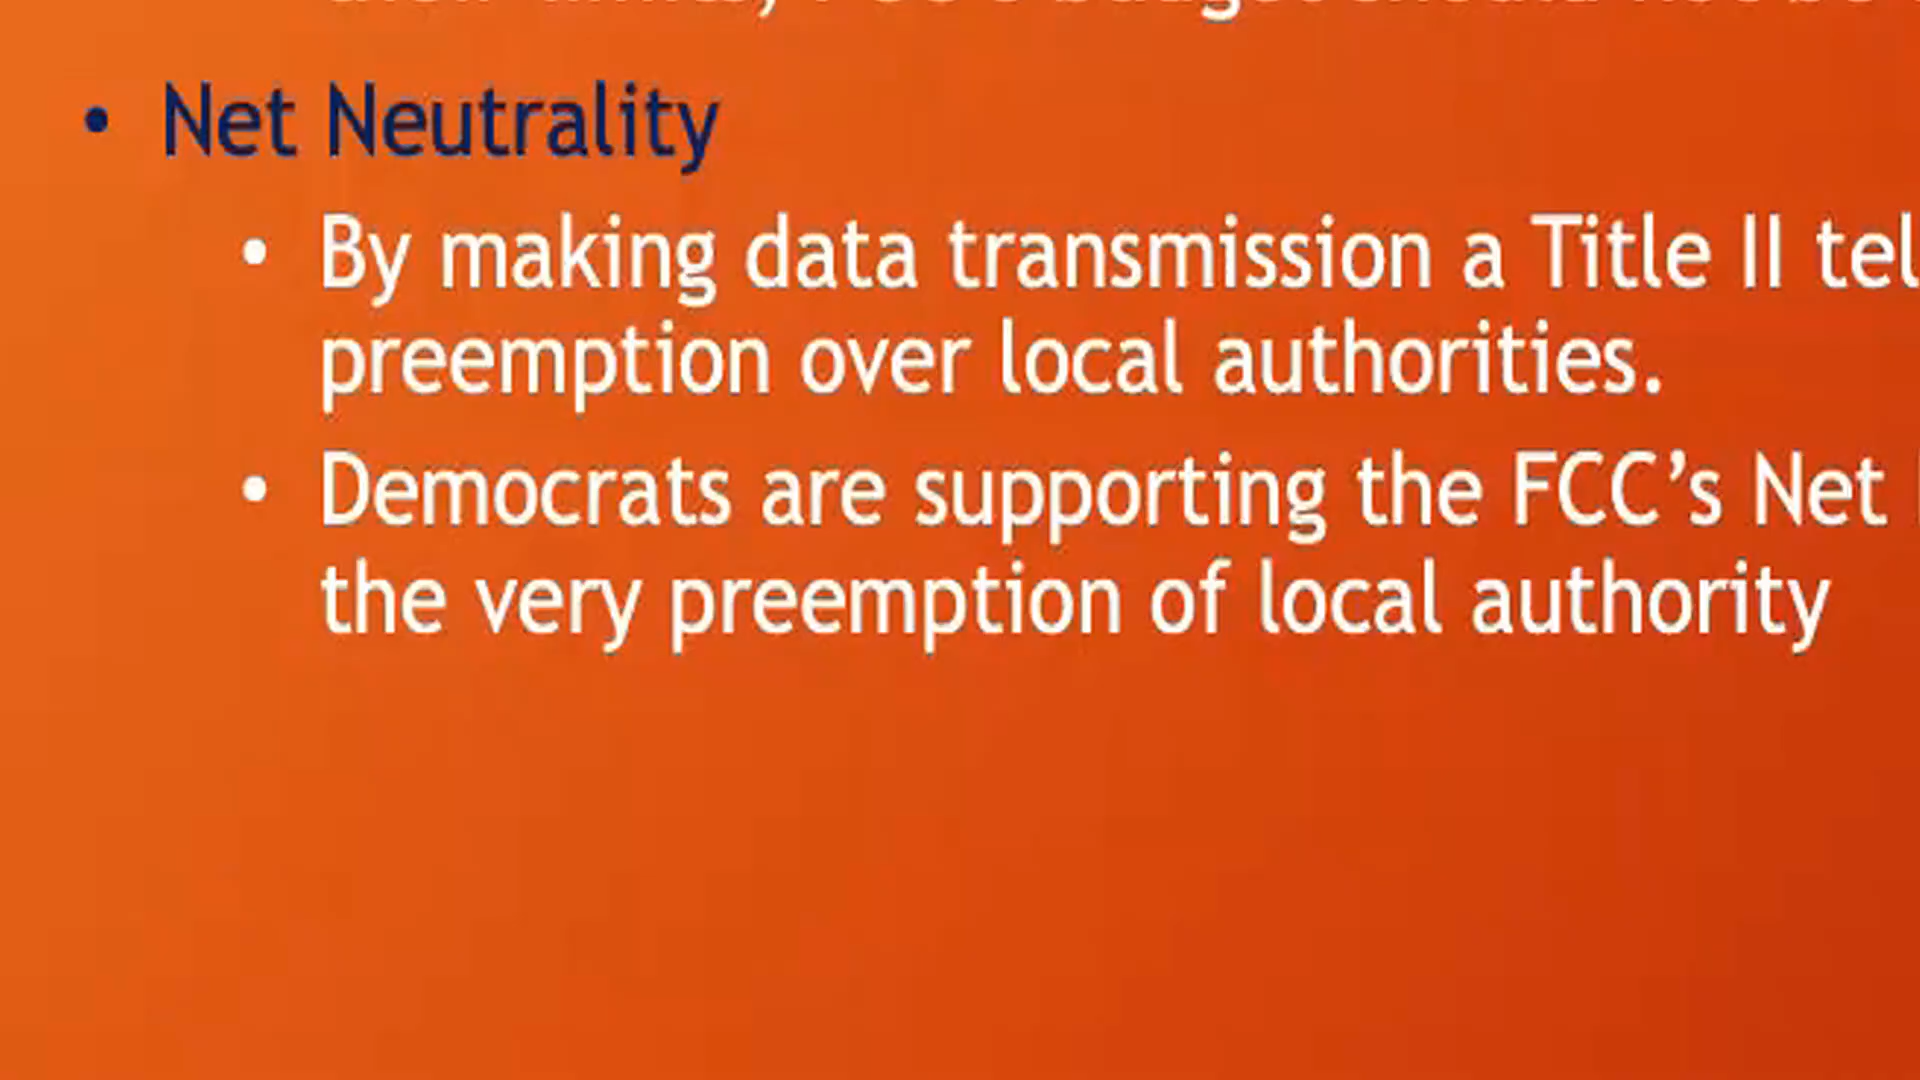 • Net Neutrality
• By making data transmission a Title II
preemption over local authorities.
• Democrats are supporting the FCC’s Net
the very preemption of local authority